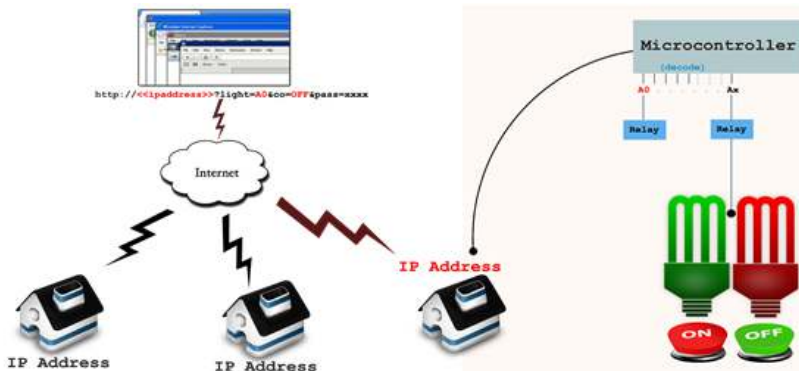 http://<<ipaddress>>?light=A0&co=OFF&pass=xxxx
Internet
IP Address
IP Address
IP Address
Microcontroller
(decode)
A0 Ax
Relay Relay
ON OFF